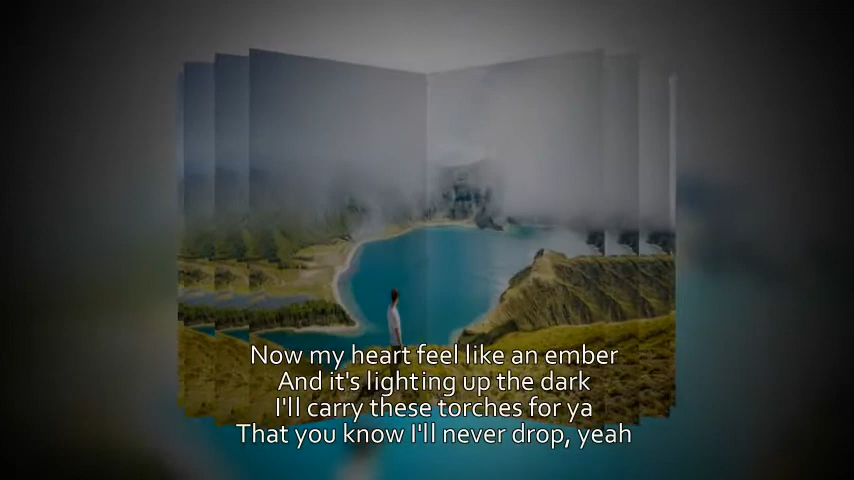 Now my heart feel like an ember
And it's lighting up the dark
I'll carry these torches for ya
That you know I'll never drop, yeah